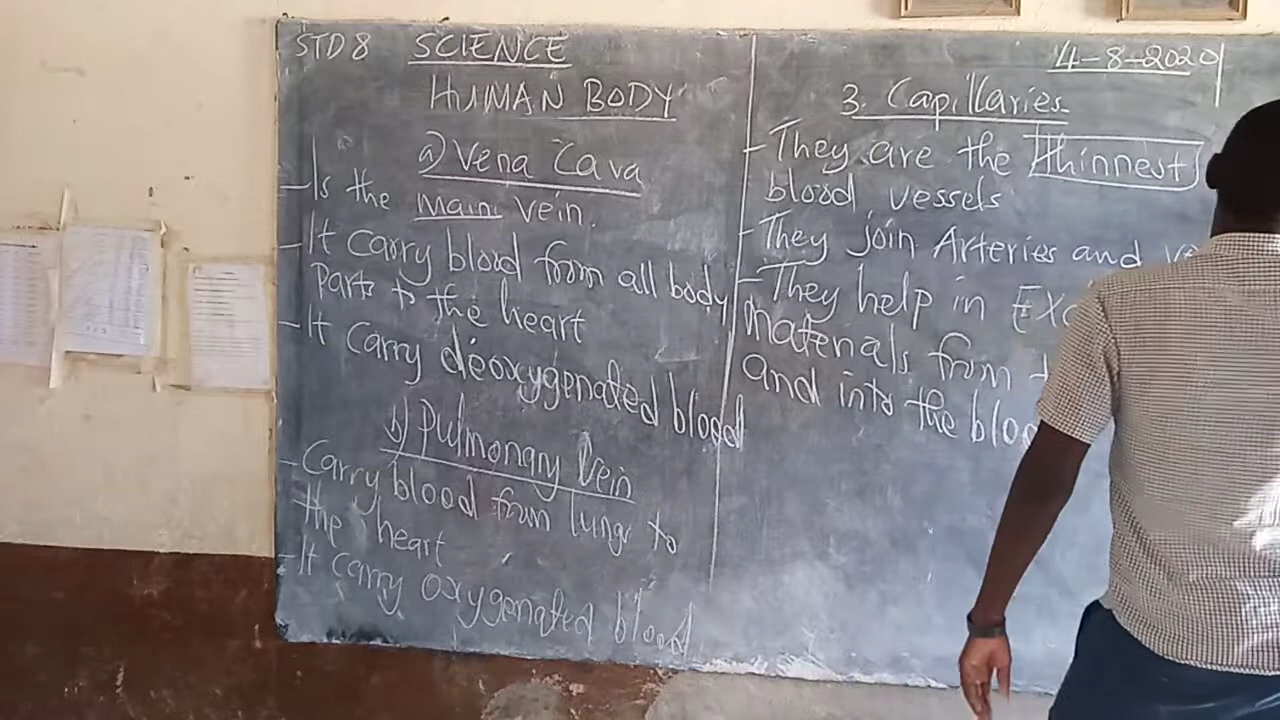 STD 8 SCIENCE
HUMAN BODY
a) Vena Cava
- Is the main vein.
- It carry blood from all body
parts to the heart
- It carry deoxygenated blood
b) Pulmonary Vein
- Carry blood from lungs to
the heart
- It carry oxygenated blood
4-8-2020
3. Capillaries
- They are the thinnest
blood vessels
- They join Arteries and
- They help in
materials from
and into the